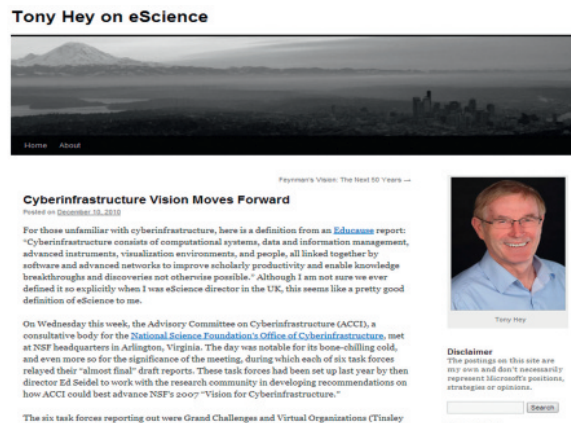 Tony Hey on eScience
Home About
Feynman's Vision: The Next 50 Years →
Cyberinfrastructure Vision Moves Forward
Posted on December 10, 2010
For those unfamiliar with cyberinfrastructure, here is a definition from an Educause report:
"Cyberinfrastructure consists of computational systems, data and information management,
advanced instruments, visualization environments, and people, all linked together by
software and advanced networks to improve scholarly productivity and enable knowledge
breakthroughs and discoveries not otherwise possible." Although I am not sure we ever
defined it so explicitly when I was eScience director in the UK, this seems like a pretty good
definition of eScience to me.
On Wednesday this week, the Advisory Committee on Cyberinfrastructure (ACCI), a
consultative body for the National Science Foundation's Office of Cyberinfrastructure, met
at NSF headquarters in Arlington, Virginia. The day was notable for its bone-chilling cold,
and even more so for the significance of the meeting, during which each of six task forces
relayed their "almost final" draft reports. These task forces had been set up last year by then
director Ed Seidel to work with the research community in developing recommendations on
how ACCI could best advance NSF's 2007 "Vision for Cyberinfrastructure."
The six task forces reporting out were Grand Challenges and Virtual Organizations (Tinsley
Tony Hey
Disclaimer
The postings on this site are
my own and don't necessarily
represent Microsoft's positions,
strategies or opinions.
Search